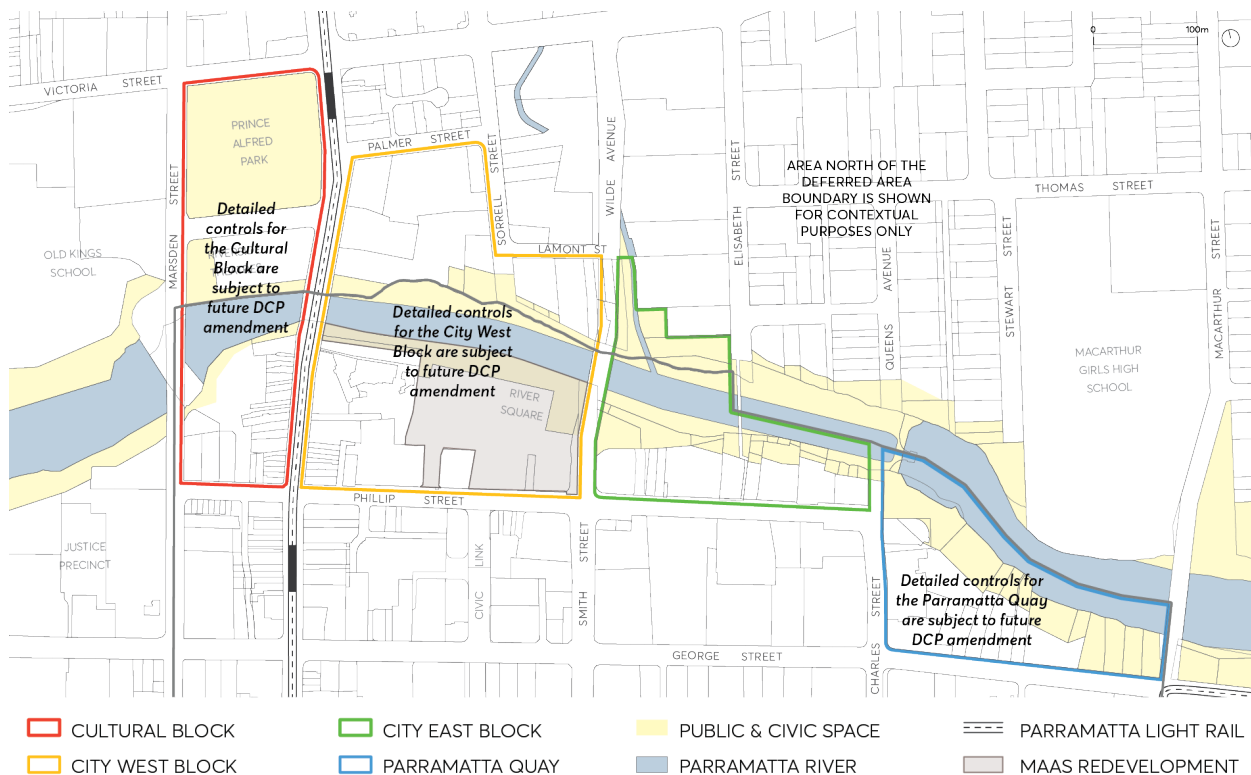 0 100m
VICTORIA STREET
PRINCE
ALFRED
PARK
PALMER STREET
SORRELL STREET
WILDE AVENUE
ELISABETH STREET
AREA NORTH OF THE
DEFERRED AREA
BOUNDARY IS SHOWN
FOR CONTEXTUAL
PURPOSES ONLY
THOMAS STREET
MARSDEN STREET
OLD KINGS
SCHOOL
Detailed
controls for
the Cultural
Block are
subject to
future DCP
amendment
LAMONT ST
QUEENS AVENUE
STEWART STREET
MACARTHUR STREET
Detailed controls
for the City West
Block are subject
to future DCP
amendment
RIVER
SQUARE
MACARTHUR
GIRLS HIGH
SCHOOL
PHILLIP STREET
JUSTICE
PRECINCT
CIVIC LINK
SMITH STREET
CHARLES STREET
GEORGE STREET
Detailed controls for
the Parramatta Quay
are subject to future
DCP amendment
CULTURAL BLOCK
CITY EAST BLOCK
PUBLIC & CIVIC SPACE
PARRAMATTA LIGHT RAIL
CITY WEST BLOCK
PARRAMATTA QUAY
PARRAMATTA RIVER
MAAS REDEVELOPMENT